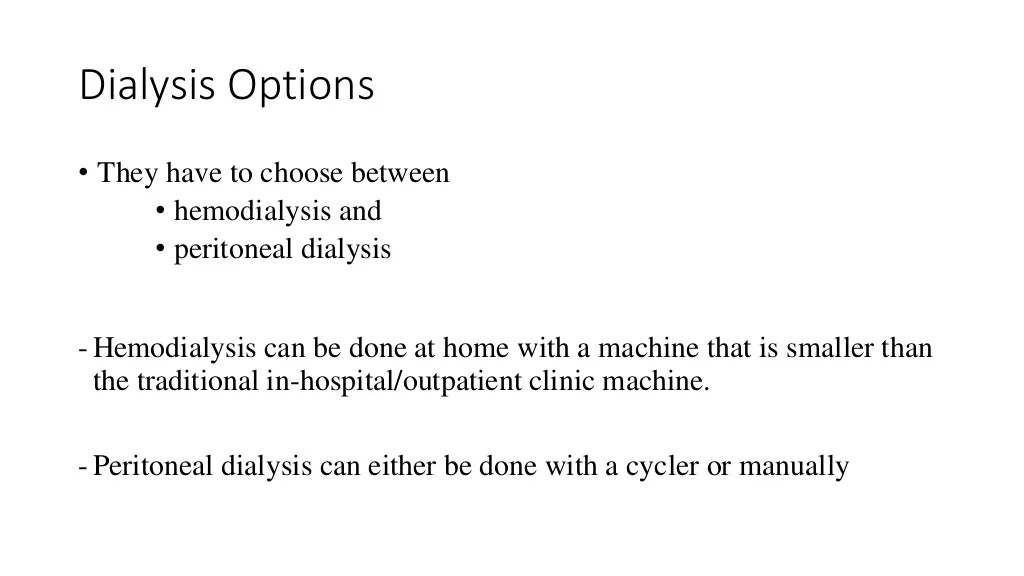 Dialysis Options
• They have to choose between
• hemodialysis and
• peritoneal dialysis
- Hemodialysis can be done at home with a machine that is smaller than
the traditional in-hospital/outpatient clinic machine.
- Peritoneal dialysis can either be done with a cycler or manually